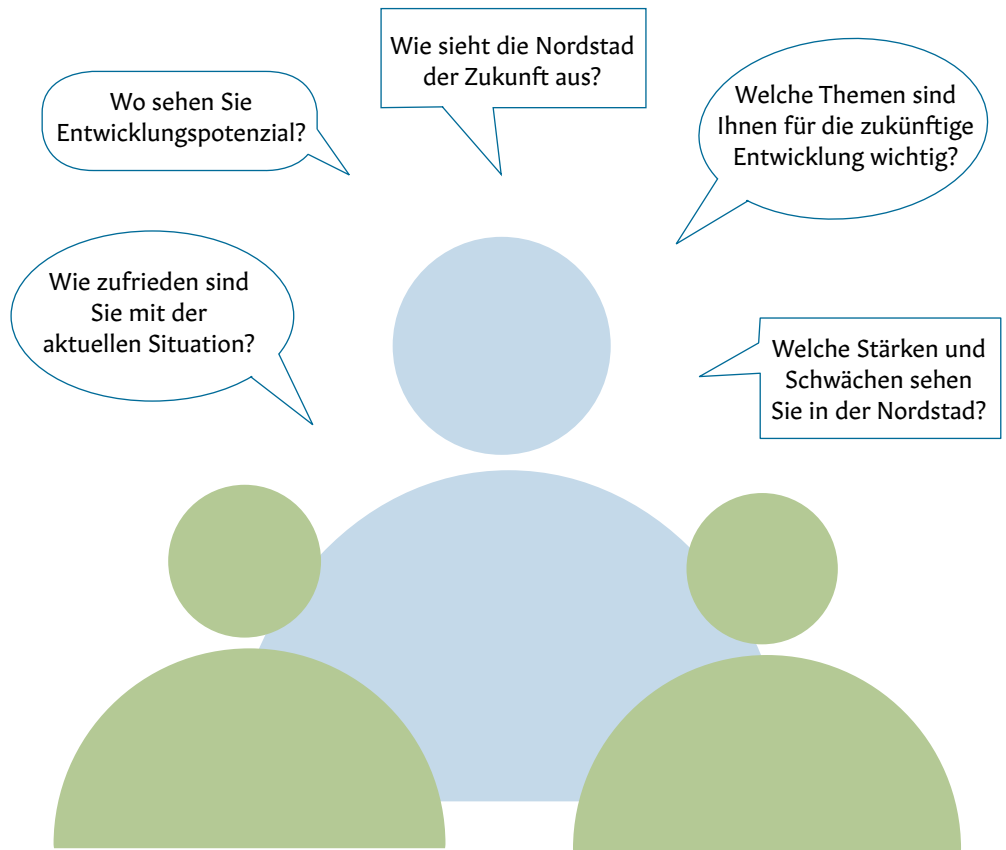 Wie sieht die Nordstad
der Zukunft aus?
Wo sehen Sie
Entwicklungspotenzial?
Welche Themen sind
Ihnen für die zukünftige
Entwicklung wichtig?
Wie zufrieden sind
Sie mit der
aktuellen Situation?
Welche Stärken und
Schwächen sehen
Sie in der Nordstad?